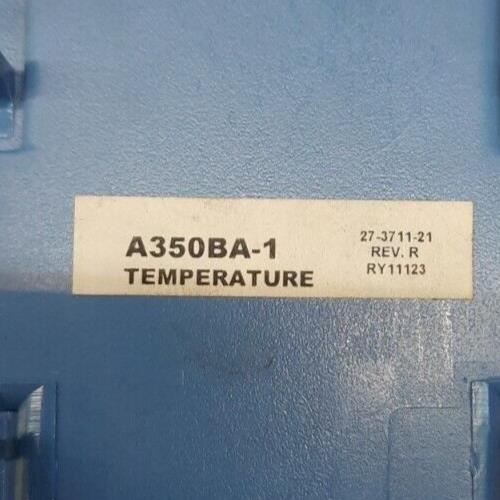 A350BA-1
TEMPERATURE
27-3711-21
REV. R
RY11123